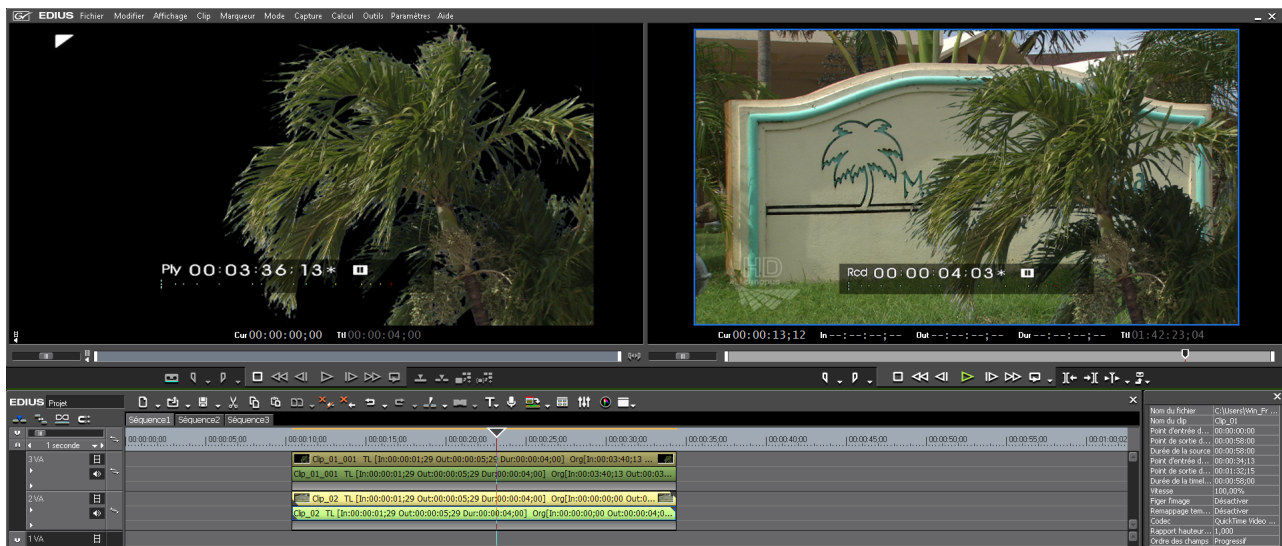 GV EDIUS Fichier Modifier Affichage Clip Marqueur Mode Capture Calcul Outils Paramètres Aide
Ply 00:03:36:13*
HD
Rcd 00:00:04:03*
Cur 00:00:00;00 Ttl 00:00:04;00
Cur 00:00:13;12 In --:--:--;-- Out --:--:--;-- Dur --:--:--;-- Ttl 01:42:23;04
EDIUS Projet
Séquence1 Séquence2 Séquence3
1 seconde
00:00:00;00 00:00:05;00 00:00:10;00 00:00:15;00 00:00:20;00 00:00:25;00 00:00:30;00 00:00:35;00 00:00:40;00 00:00:45;00 00:00:50;00 00:00:55;00 00:01:00;02
3 VA
Clip_01_001 TL [In:00:00:01;29 Out:00:00:05;29 Dur:00:00:04;00] Org[In:00:03:40;13 ...
Clip_01_001 TL [In:00:00:01;29 Out:00:00:05;29 Dur:00:00:04;00] Org[In:00:03:40;13 Out:00:03...
2 VA
Clip_02 TL [In:00:00:01;29 Out:00:00:05;29 Dur:00:00:04;00] Org[In:00:00:00;00 Out:0...
Clip_02 TL [In:00:00:01;29 Out:00:00:05;29 Dur:00:00:04;00] Org[In:00:00:00;00 Out:00:00:04;0...
1 VA
Nom du fichier C:\Users\Win_Fr ...
Nom du clip Clip_01
Point d'entrée d... 00:00:00:00
Point de sortie d... 00:00:58:00
Durée de la source 00:00:58:00
Point d'entrée d... 00:00:34;13
Point de sortie d... 00:01:32;15
Durée de la timel... 00:00:58;00
Vitesse 100,00%
Figer l'image Désactiver
Remappage tem... Désactiver
Codec QuickTime Video ...
Rapport hauteur... 1,000
Ordre des champs Progressif